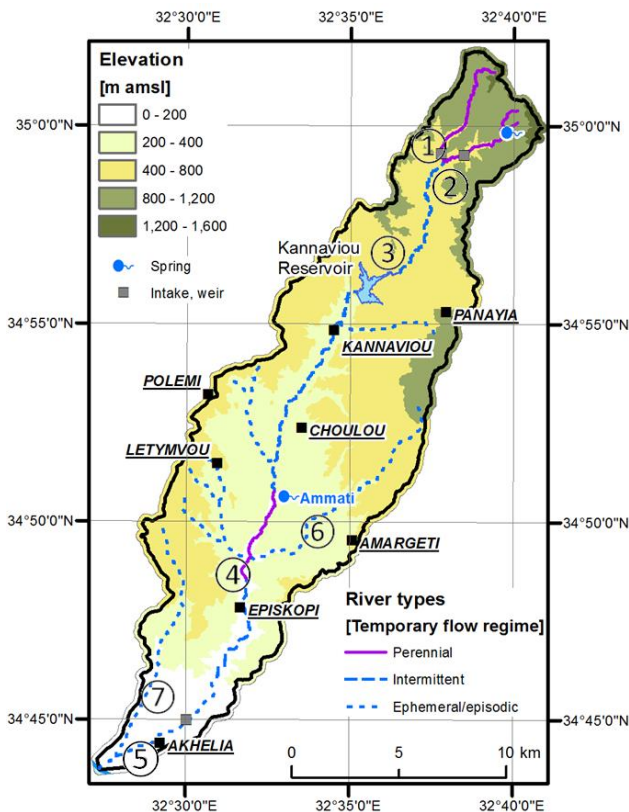 32°30'0"E
32°35'0"E
32°40'0"E
Elevation
[m amsl]
0 - 200
200 - 400
400 - 800
800 - 1,200
1,200 - 1,600
Spring
Intake, weir
35°0'0"N
35°0'0"N
1
2
3
Kannaviou
Reservoir
34°55'0"N
34°55'0"N
PANAYIA
KANNAVIOU
POLEMI
CHOULOU
LETYMVOU
Ammati
34°50'0"N
34°50'0"N
6
AMARGETI
4
EPISKOPI
River types
[Temporary flow regime]
Perennial
Intermittent
Ephemeral/episodic
7
34°45'0"N
34°45'0"N
AKHELIA
5
0 5 10 km
32°30'0"E
32°35'0"E
32°40'0"E